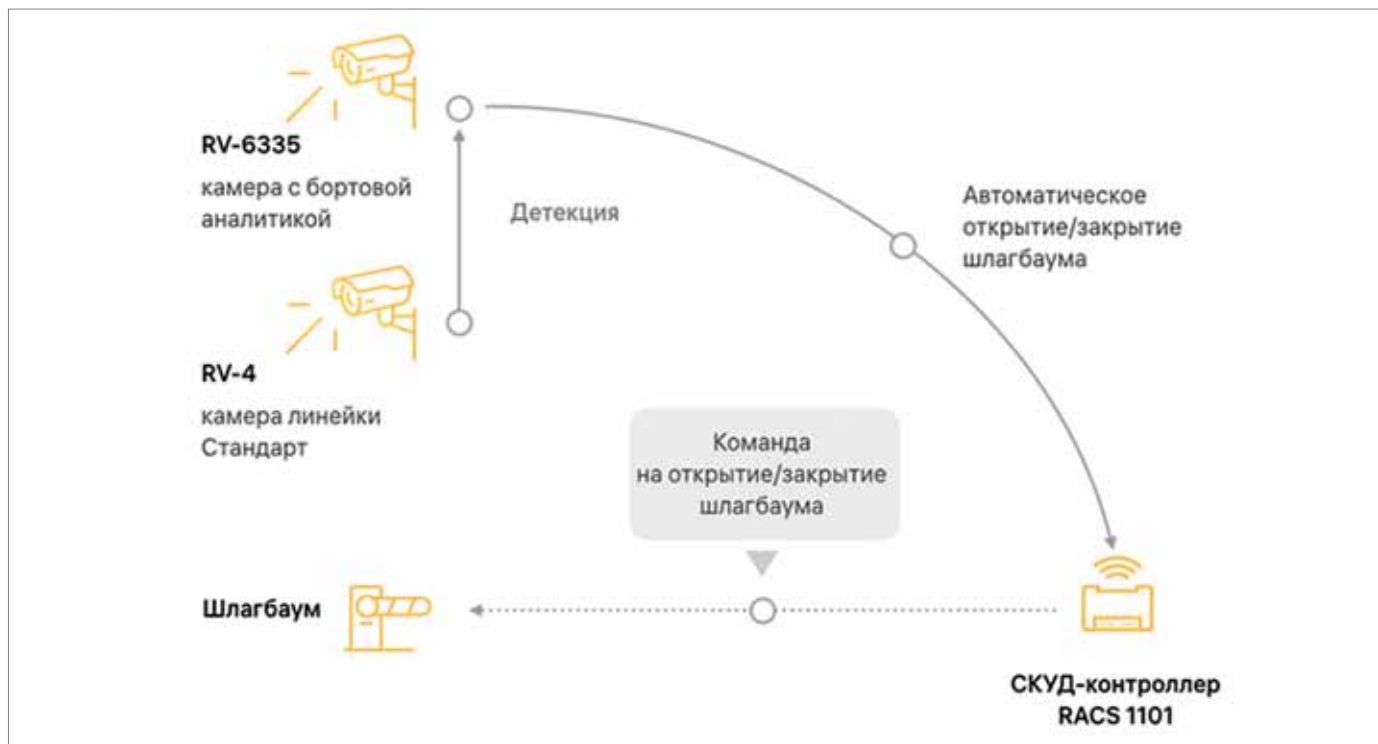 RV-6335
камера с бортовой
аналитикой
Детекция
Автоматическое
открытие/закрытие
шлагбаума
RV-4
камера линейки
Стандарт
Команда
на открытие/закрытие
шлагбаума
Шлагбаум
СКУД-контроллер
RACS 1101